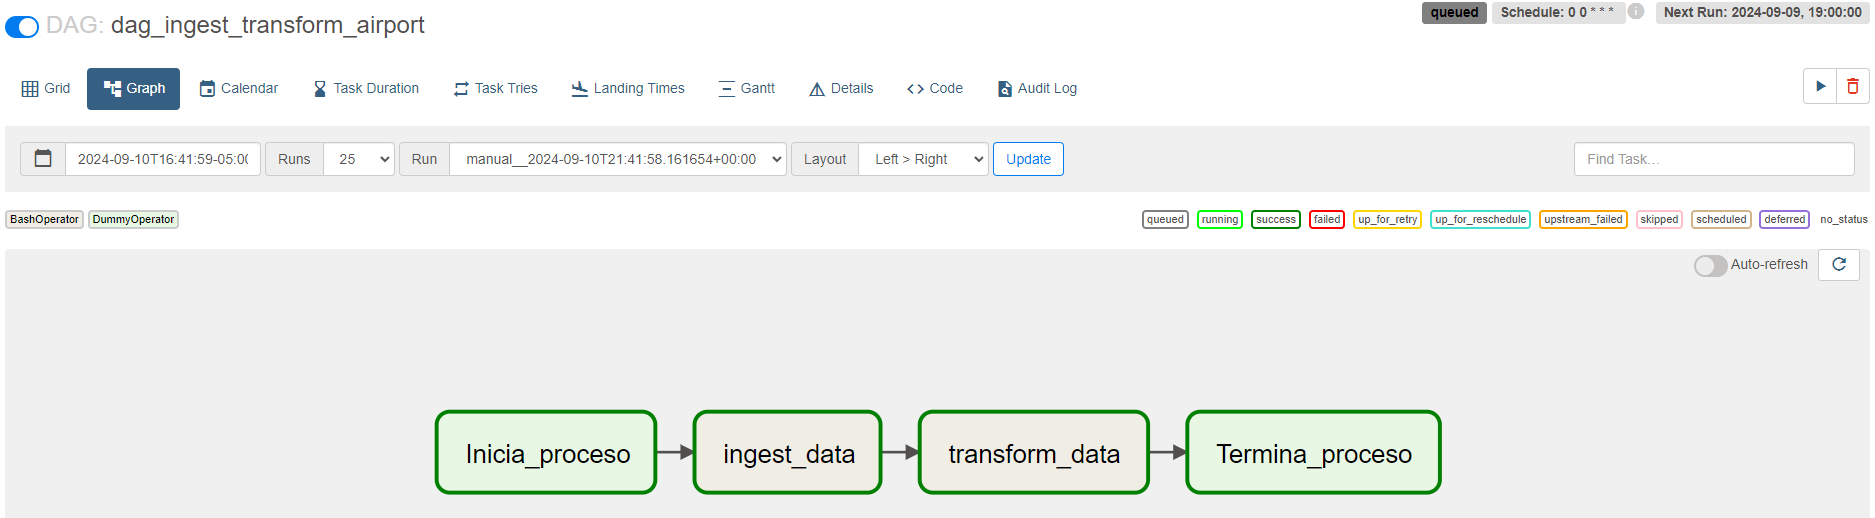 DAG: dag_ingest_transform_airport
queued Schedule: 0 0 * * * Next Run: 2024-09-09, 19:00:00
Grid Graph Calendar Task Duration Task Tries Landing Times Gantt Details Code Audit Log
2024-09-10T16:41:59-05:00 Runs 25 Run manual__2024-09-10T21:41:58.161654+00:00 Layout Left > Right Update Find Task...
BashOperator DummyOperator queued running success failed up_for_retry up_for_reschedule upstream_failed skipped scheduled deferred no_status
Auto-refresh
Inicia_proceso ingest_data transform_data Termina_proceso